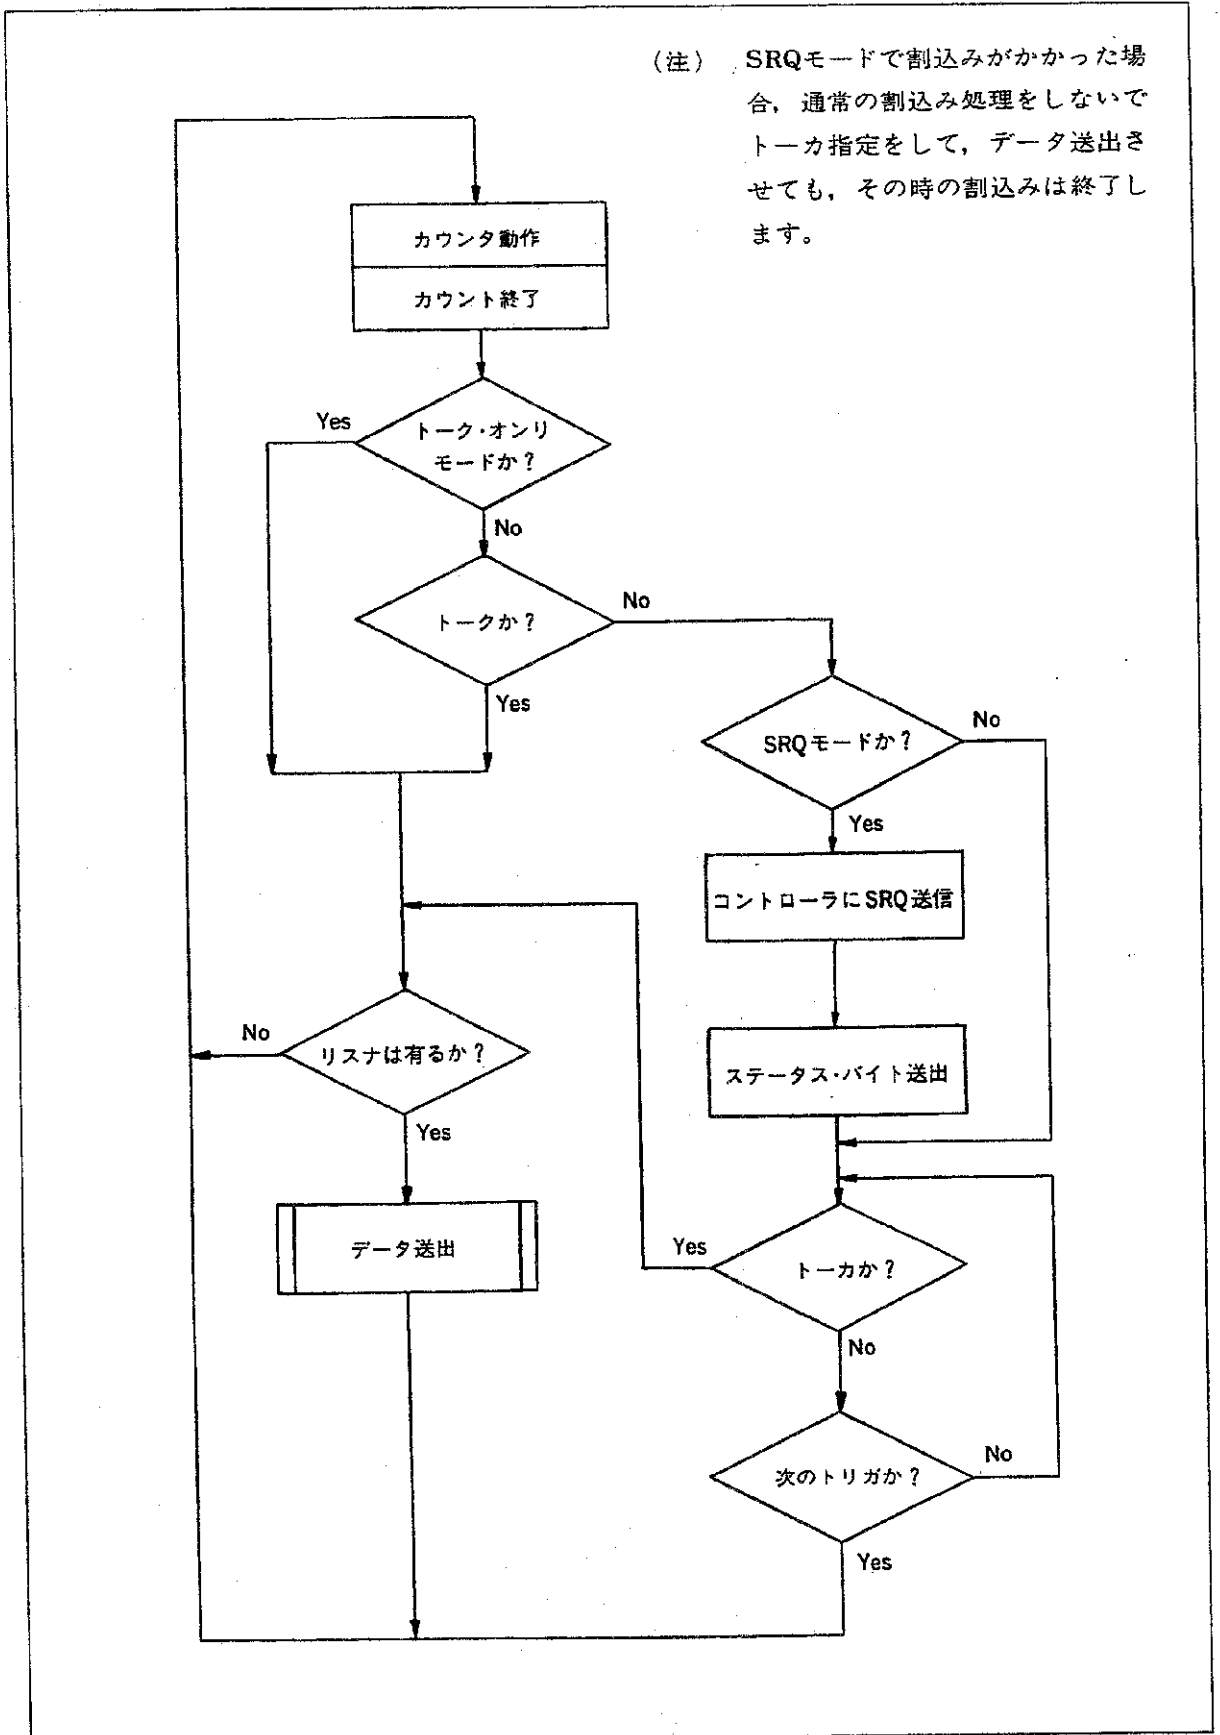 (注) SRQモードで割込みがかかった場
合，通常の割込み処理をしないで
トーカ指定をして，データ送出さ
せても，その時の割込みは終了し
ます。
カウンタ動作
カウント終了
トーク・オンリ
モードか？
Yes
No
トークか？
No
Yes
SRQモードか？
No
Yes
コントローラにSRQ送信
ステータス・バイト送出
リスナは有るか？
No
Yes
データ送出
トーカか？
Yes
No
次のトリガか？
No
Yes